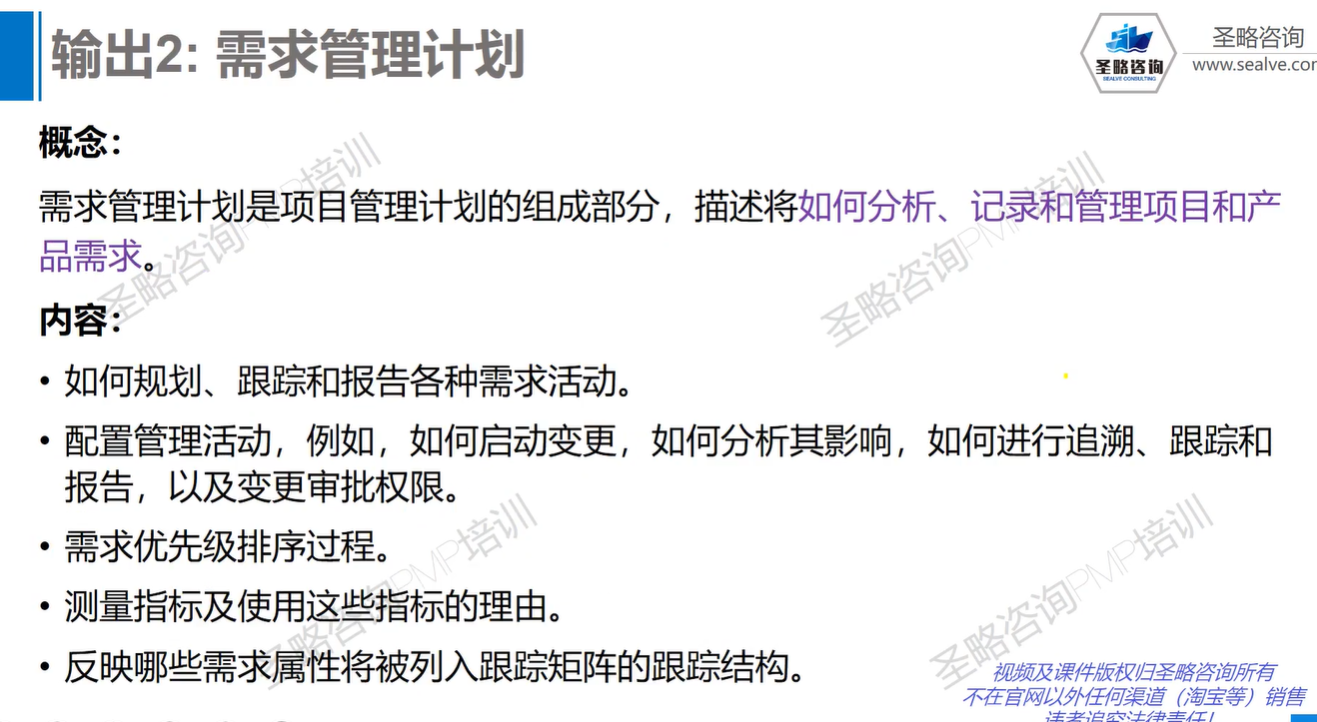 输出2: 需求管理计划
圣略咨询
SEALVE CONSULTING
圣略咨询
www.sealve.com
概念：
需求管理计划是项目管理计划的组成部分，描述将如何分析、记录和管理项目和产
品需求。
内容：
• 如何规划、跟踪和报告各种需求活动。
• 配置管理活动，例如，如何启动变更，如何分析其影响，如何进行追溯、跟踪和
报告，以及变更审批权限。
• 需求优先级排序过程。
• 测量指标及使用这些指标的理由。
• 反映哪些需求属性将被列入跟踪矩阵的跟踪结构。
圣略咨询PMP培训
圣略咨询PMP培训
圣略咨询PMP培训
圣略咨询PMP培训
视频及课件版权归圣略咨询所有
不在官网以外任何渠道（淘宝等）销售
违者追究法律责任！